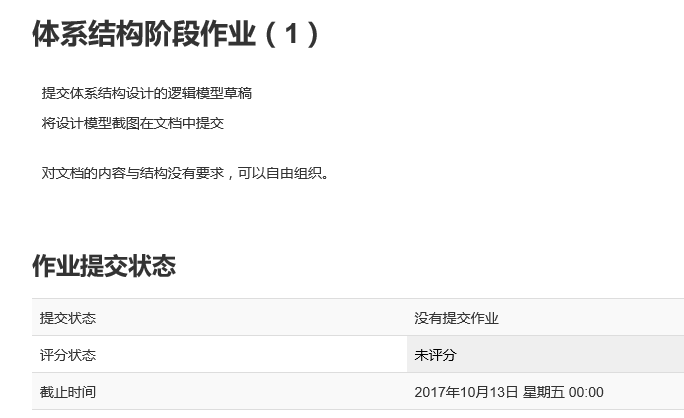 体系结构阶段作业（1）
提交体系结构设计的逻辑模型草稿
将设计模型截图在文档中提交
对文档的内容与结构没有要求，可以自由组织。
作业提交状态
提交状态 没有提交作业
评分状态 未评分
截止时间 2017年10月13日 星期五 00:00